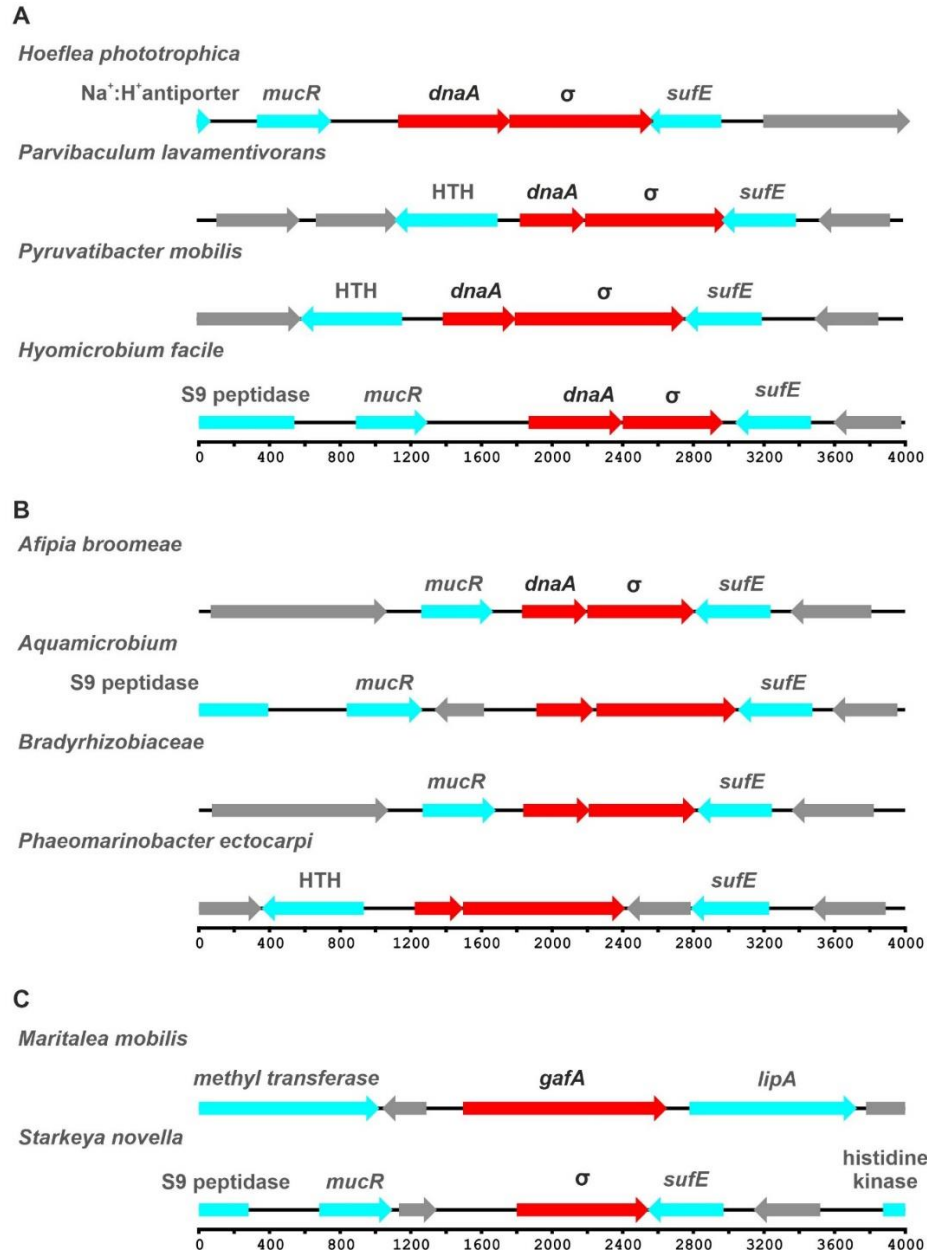 A
Hoeflea phototrophica
Na⁺:H⁺antiporter mucR dnaA σ sufE
Parvibaculum lavamentivorans
HTH dnaA σ sufE
Pyruvatibacter mobilis
HTH dnaA σ sufE
Hyomicrobium facile
S9 peptidase mucR dnaA σ sufE
0 400 800 1200 1600 2000 2400 2800 3200 3600 4000
B
Afipia broomeae
mucR dnaA σ sufE
Aquamicrobium
S9 peptidase mucR sufE
Bradyrhizobiaceae
mucR sufE
Phaeomarinobacter ectocarpi
HTH sufE
0 400 800 1200 1600 2000 2400 2800 3200 3600 4000
C
Maritalea mobilis
methyl transferase gafA lipA
Starkeya novella
S9 peptidase mucR σ sufE histidine
kinase
0 400 800 1200 1600 2000 2400 2800 3200 3600 4000